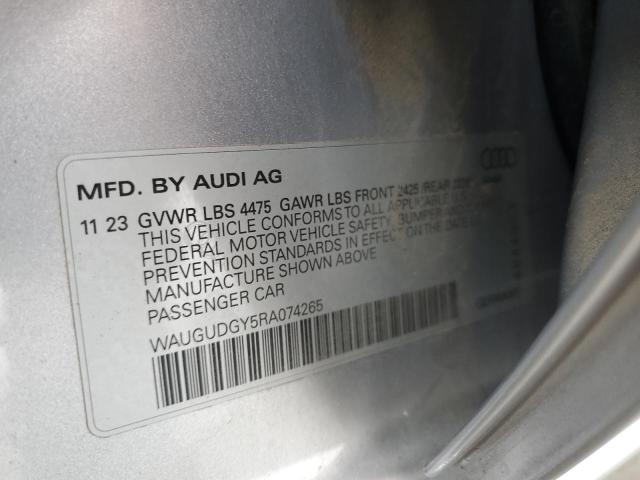 MFD. BY AUDI AG
11 23 GVWR LBS 4475 GAWR LBS FRONT 2425 /REAR
THIS VEHICLE CONFORMS TO ALL APPLICABLE U.S.
FEDERAL MOTOR VEHICLE SAFETY, BUMPER AND
PREVENTION STANDARDS IN EFFECT ON THE DATE OF
MANUFACTURE SHOWN ABOVE
PASSENGER CAR
WAUGUDGY5RA074265
GERMANY